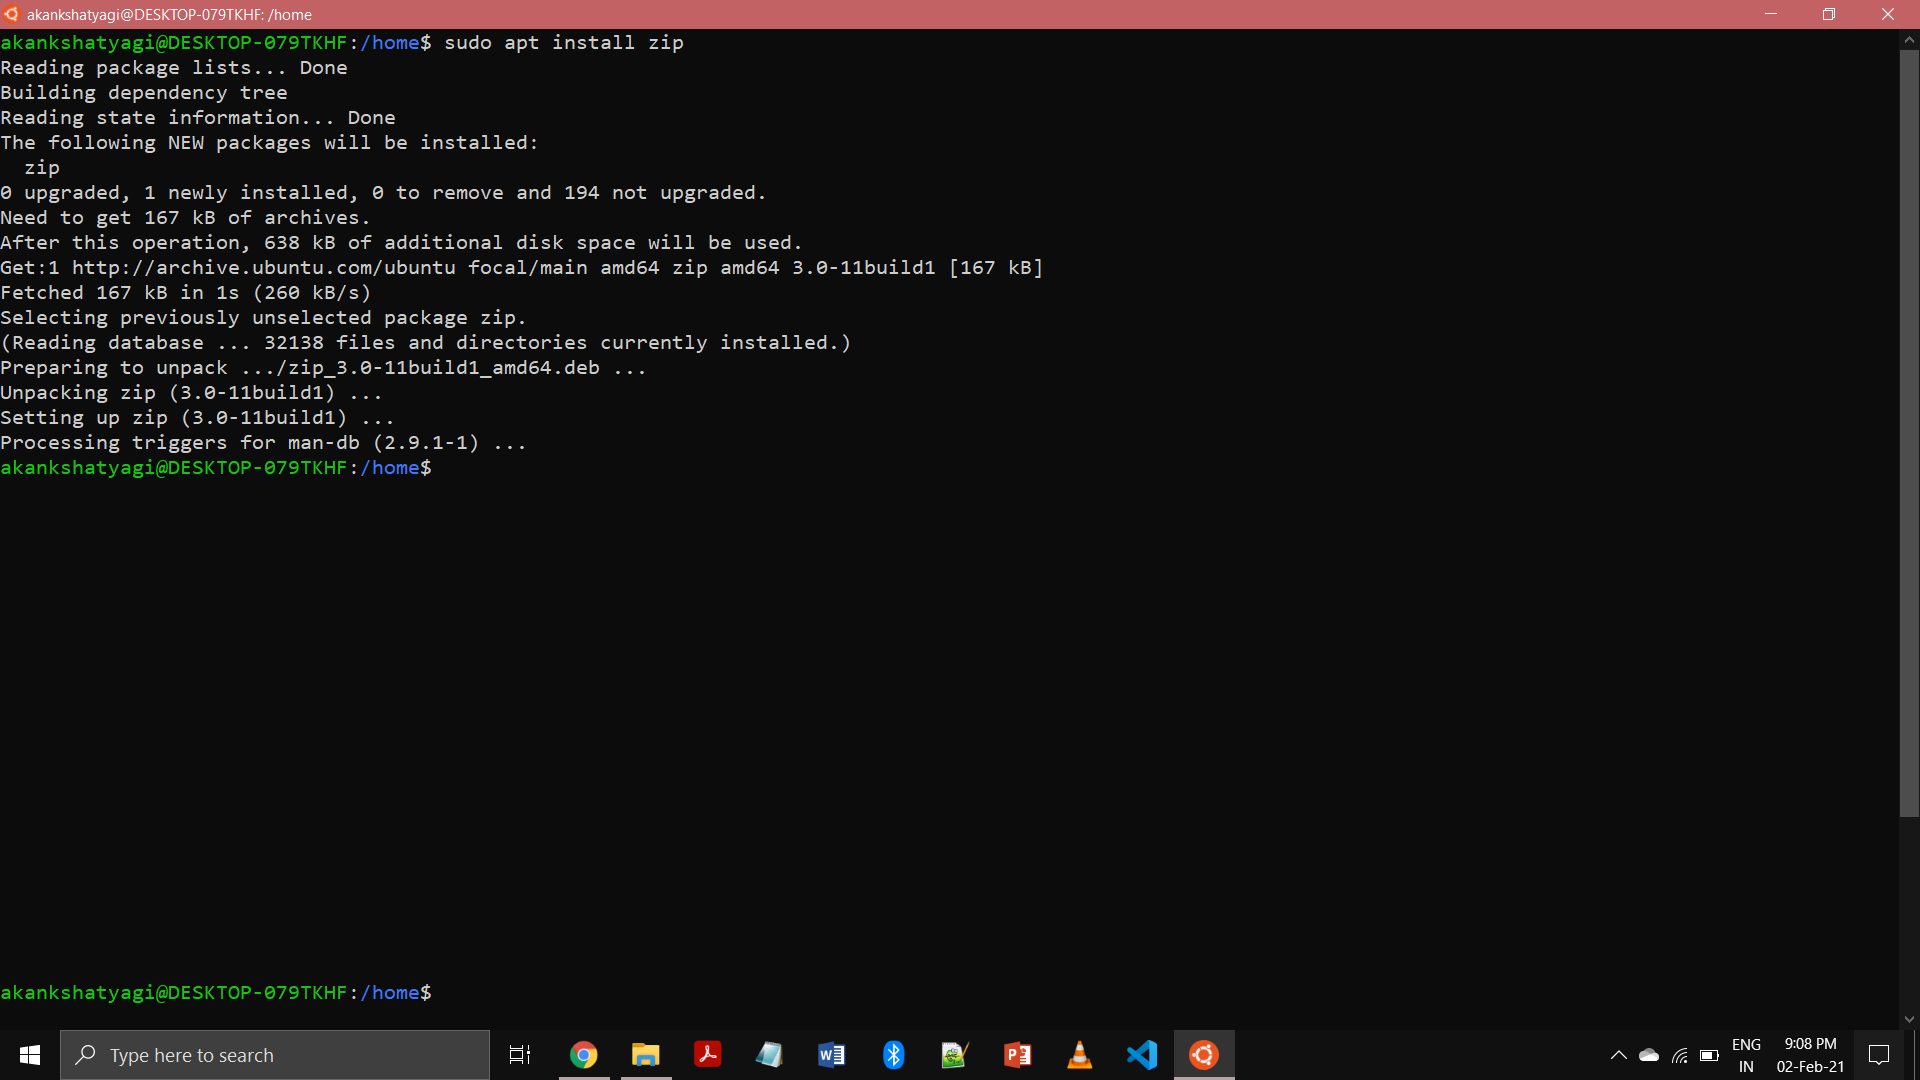 akankshatyagi@DESKTOP-079TKHF: /home
akankshatyagi@DESKTOP-079TKHF:/home$ sudo apt install zip
Reading package lists... Done
Building dependency tree
Reading state information... Done
The following NEW packages will be installed:
  zip
0 upgraded, 1 newly installed, 0 to remove and 194 not upgraded.
Need to get 167 kB of archives.
After this operation, 638 kB of additional disk space will be used.
Get:1 http://archive.ubuntu.com/ubuntu focal/main amd64 zip amd64 3.0-11build1 [167 kB]
Fetched 167 kB in 1s (260 kB/s)
Selecting previously unselected package zip.
(Reading database ... 32138 files and directories currently installed.)
Preparing to unpack .../zip_3.0-11build1_amd64.deb ...
Unpacking zip (3.0-11build1) ...
Setting up zip (3.0-11build1) ...
Processing triggers for man-db (2.9.1-1) ...
akankshatyagi@DESKTOP-079TKHF:/home$
akankshatyagi@DESKTOP-079TKHF:/home$
Type here to search
ENG
IN
9:08 PM
02-Feb-21